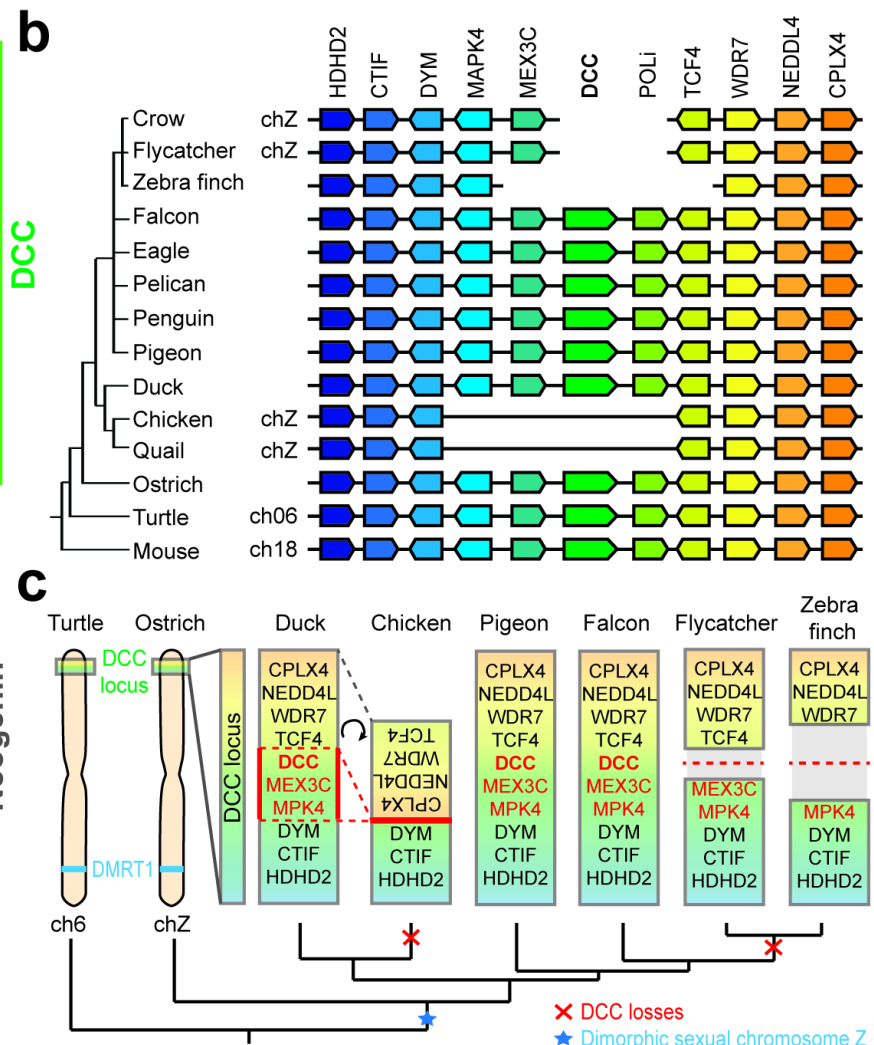 b
HDHD2 CTIF DYM MAPK4 MEX3C DCC POLi TCF4 WDR7 NEDDL4 CPLX4
DCC
Crow chZ
Flycatcher chZ
Zebra finch
Falcon
Eagle
Pelican
Penguin
Pigeon
Duck
Chicken chZ
Quail chZ
Ostrich
Turtle ch06
Mouse ch18
c
Turtle Ostrich Duck Chicken Pigeon Falcon Flycatcher Zebra finch
DCC locus
DMRT1
ch6
chZ
DCC locus
CPLX4
NEDD4L
WDR7
TCF4
DCC
MEX3C
MPK4
DYM
CTIF
HDHD2
TCF4
WDR7
NEDD4L
CPLX4
DYM
CTIF
HDHD2
CPLX4
NEDD4L
WDR7
TCF4
DCC
MEX3C
MPK4
DYM
CTIF
HDHD2
CPLX4
NEDD4L
WDR7
TCF4
DCC
MEX3C
MPK4
DYM
CTIF
HDHD2
CPLX4
NEDD4L
WDR7
TCF4
MEX3C
MPK4
DYM
CTIF
HDHD2
CPLX4
NEDD4L
WDR7
MPK4
DYM
CTIF
HDHD2
DCC losses
Dimorphic sexual chromosome Z